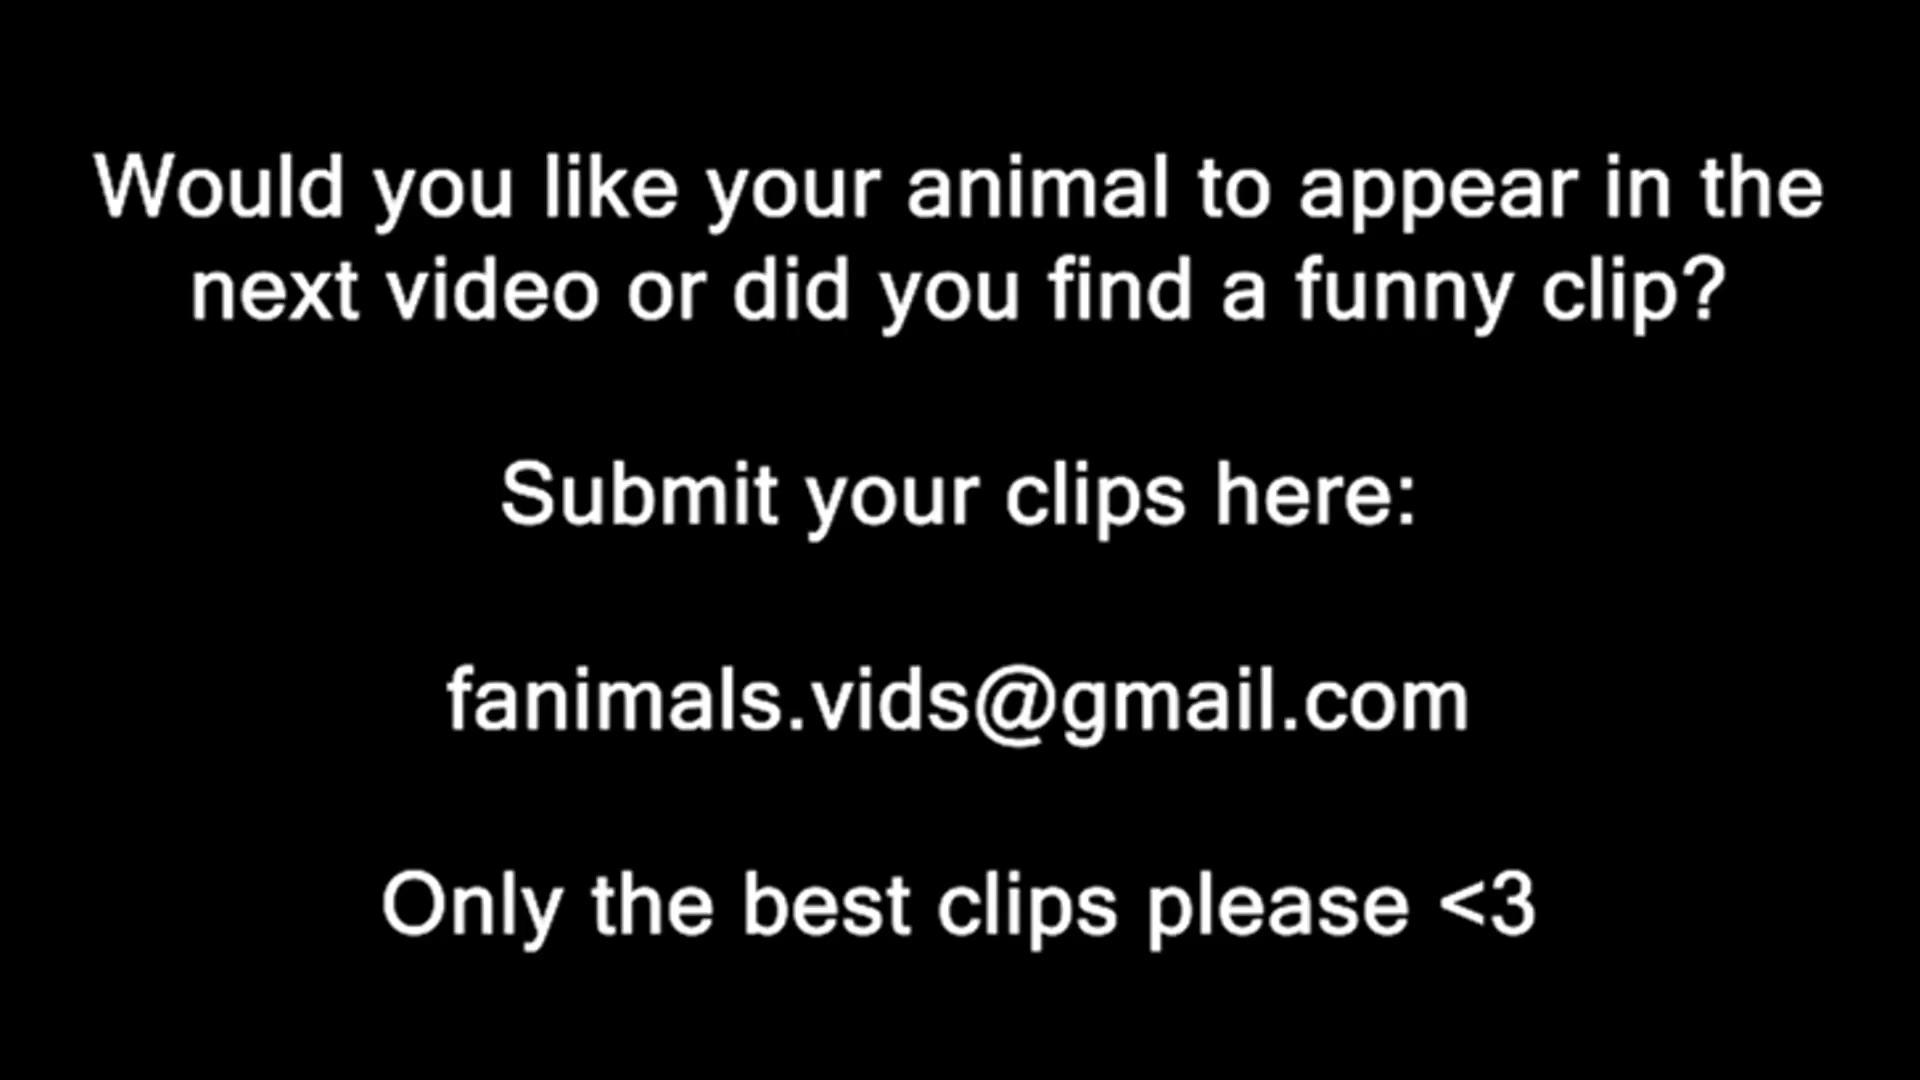 Would you like your animal to appear in the
next video or did you find a funny clip?
Submit your clips here:
fanimals.vids@gmail.com
Only the best clips please <3